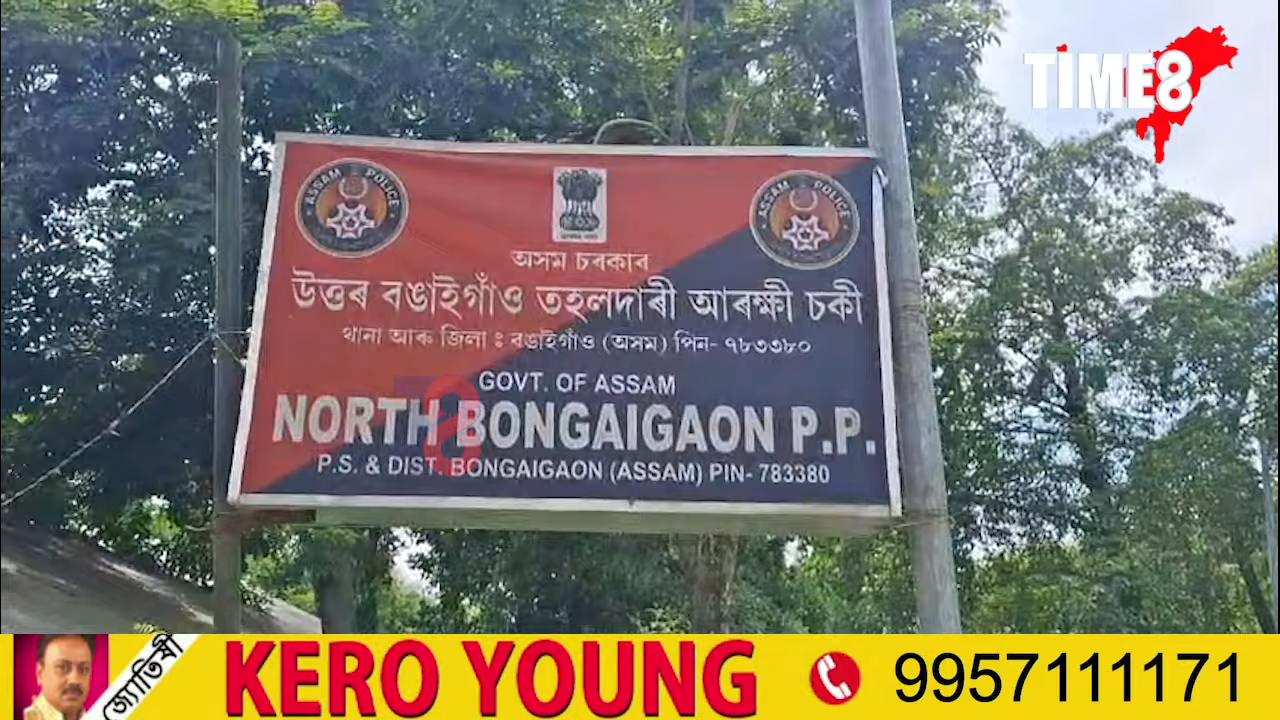 TIME8
ASSAM POLICE
ASSAM POLICE
অসম চৰকাৰ
উত্তৰ বঙাইগাঁও তহলদাৰী আৰক্ষী চকী
থানা আৰু জিলা ঃ বঙাইগাঁও (অসম) পিন- ৭৮৩৩৮০
GOVT. OF ASSAM
NORTH BONGAIGAON P.P.
P.S. & DIST. BONGAIGAON (ASSAM) PIN- 783380
জ্যোতিষী
KERO YOUNG
9957111171